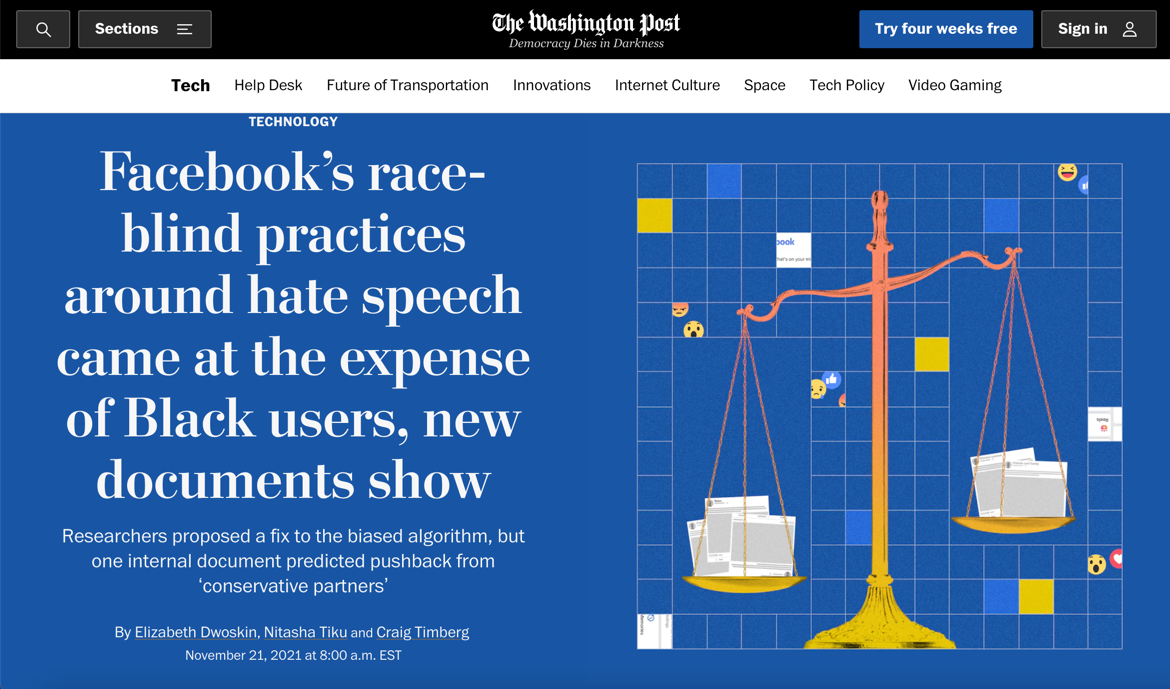 Sections
The Washington Post
Democracy Dies in Darkness
Try four weeks free
Sign in
Tech
Help Desk
Future of Transportation
Innovations
Internet Culture
Space
Tech Policy
Video Gaming
TECHNOLOGY
Facebook’s race-
blind practices
around hate speech
came at the expense
of Black users, new
documents show
Researchers proposed a fix to the biased algorithm, but
one internal document predicted pushback from
‘conservative partners’
By Elizabeth Dwoskin, Nitasha Tiku and Craig Timberg
November 21, 2021 at 8:00 a.m. EST
book